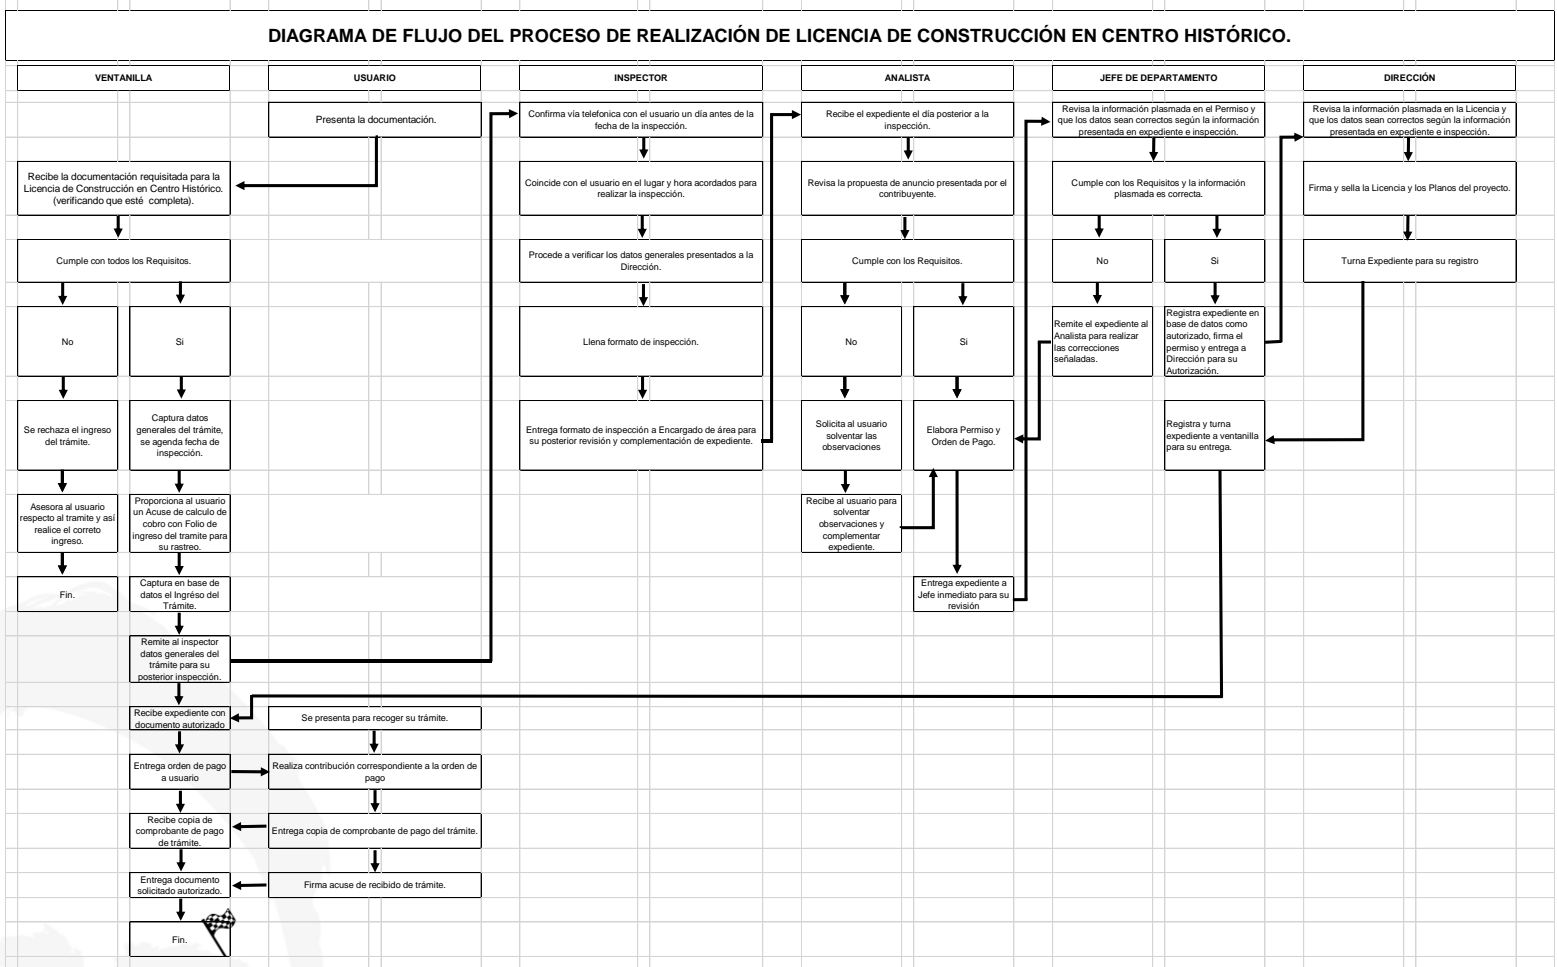 DIAGRAMA DE FLUJO DEL PROCESO DE REALIZACIÓN DE LICENCIA DE CONSTRUCCIÓN EN CENTRO HISTÓRICO.
VENTANILLA
Recibe la documentación requisitada para la
Licencia de Construcción en Centro Histórico.
(verificando que esté completa).
Cumple con todos los Requisitos.
No
Si
Se rechaza el ingreso
del trámite.
Captura datos
generales del trámite,
se agenda fecha de
inspección.
Asesora al usuario
respecto al tramite y así
realice el correto
ingreso.
Proporciona al usuario
un Acuse de calculo de
cobro con Folio de
ingreso del tramite para
su rastreo.
Fin.
Captura en base de
datos el Ingréso del
Trámite.
Remite al inspector
datos generales del
trámite para su
posterior inspección.
Recibe expediente con
documento autorizado
Entrega orden de pago
a usuario
Recibe copia de
comprobante de pago
de trámite.
Entrega documento
solicitado autorizado.
Fin.
USUARIO
Presenta la documentación.
Se presenta para recoger su trámite.
Realiza contribución correspondiente a la orden de
pago
Entrega copia de comprobante de pago del trámite.
Firma acuse de recibido de trámite.
INSPECTOR
Confirma vía telefonica con el usuario un día antes de la
fecha de la inspección.
Coincide con el usuario en el lugar y hora acordados para
realizar la inspección.
Procede a verificar los datos generales presentados a la
Dirección.
Llena formato de inspección.
Entrega formato de inspección a Encargado de área para
su posterior revisión y complementación de expediente.
ANALISTA
Recibe el expediente el día posterior a la
inspección.
Revisa la propuesta de anuncio presentada por el
contribuyente.
Cumple con los Requisitos.
No
Si
Solicita al usuario
solventar las
observaciones
Elabora Permiso y
Orden de Pago.
Recibe al usuario para
solventar
observaciones y
complementar
expediente.
Entrega expediente a
Jefe inmediato para su
revisión
JEFE DE DEPARTAMENTO
Revisa la información plasmada en el Permiso y
que los datos sean correctos según la información
presentada en expediente e inspección.
Cumple con los Requisitos y la información
plasmada es correcta.
No
Si
Remite el expediente al
Analista para realizar
las correcciones
señaladas.
Registra expediente en
base de datos como
autorizado, firma el
permiso y entrega a
Dirección para su
Autorización.
Registra y turna
expediente a ventanilla
para su entrega.
DIRECCIÓN
Revisa la información plasmada en la Licencia y
que los datos sean correctos según la información
presentada en expediente e inspección.
Firma y sella la Licencia y los Planos del proyecto.
Turna Expediente para su registro